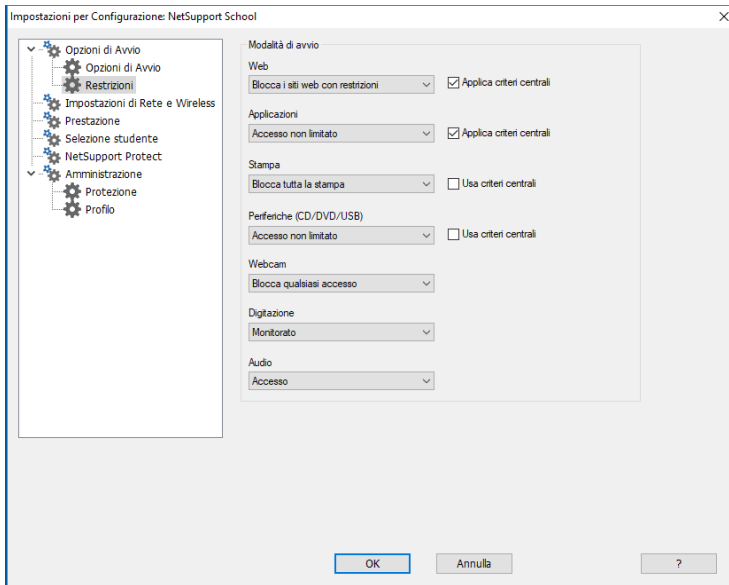 Impostazioni per Configurazione: NetSupport School
Opzioni di Avvio
Opzioni di Avvio
Restrizioni
Impostazioni di Rete e Wireless
Prestazione
Selezione studente
NetSupport Protect
Amministrazione
Protezione
Profilo
Modalità di avvio
Web
Blocca i siti web con restrizioni
Applica criteri centrali
Applicazioni
Accesso non limitato
Applica criteri centrali
Stampa
Blocca tutta la stampa
Usa criteri centrali
Periferiche (CD/DVD/USB)
Accesso non limitato
Usa criteri centrali
Webcam
Blocca qualsiasi accesso
Digitazione
Monitorato
Audio
Accesso
OK
Annulla
?